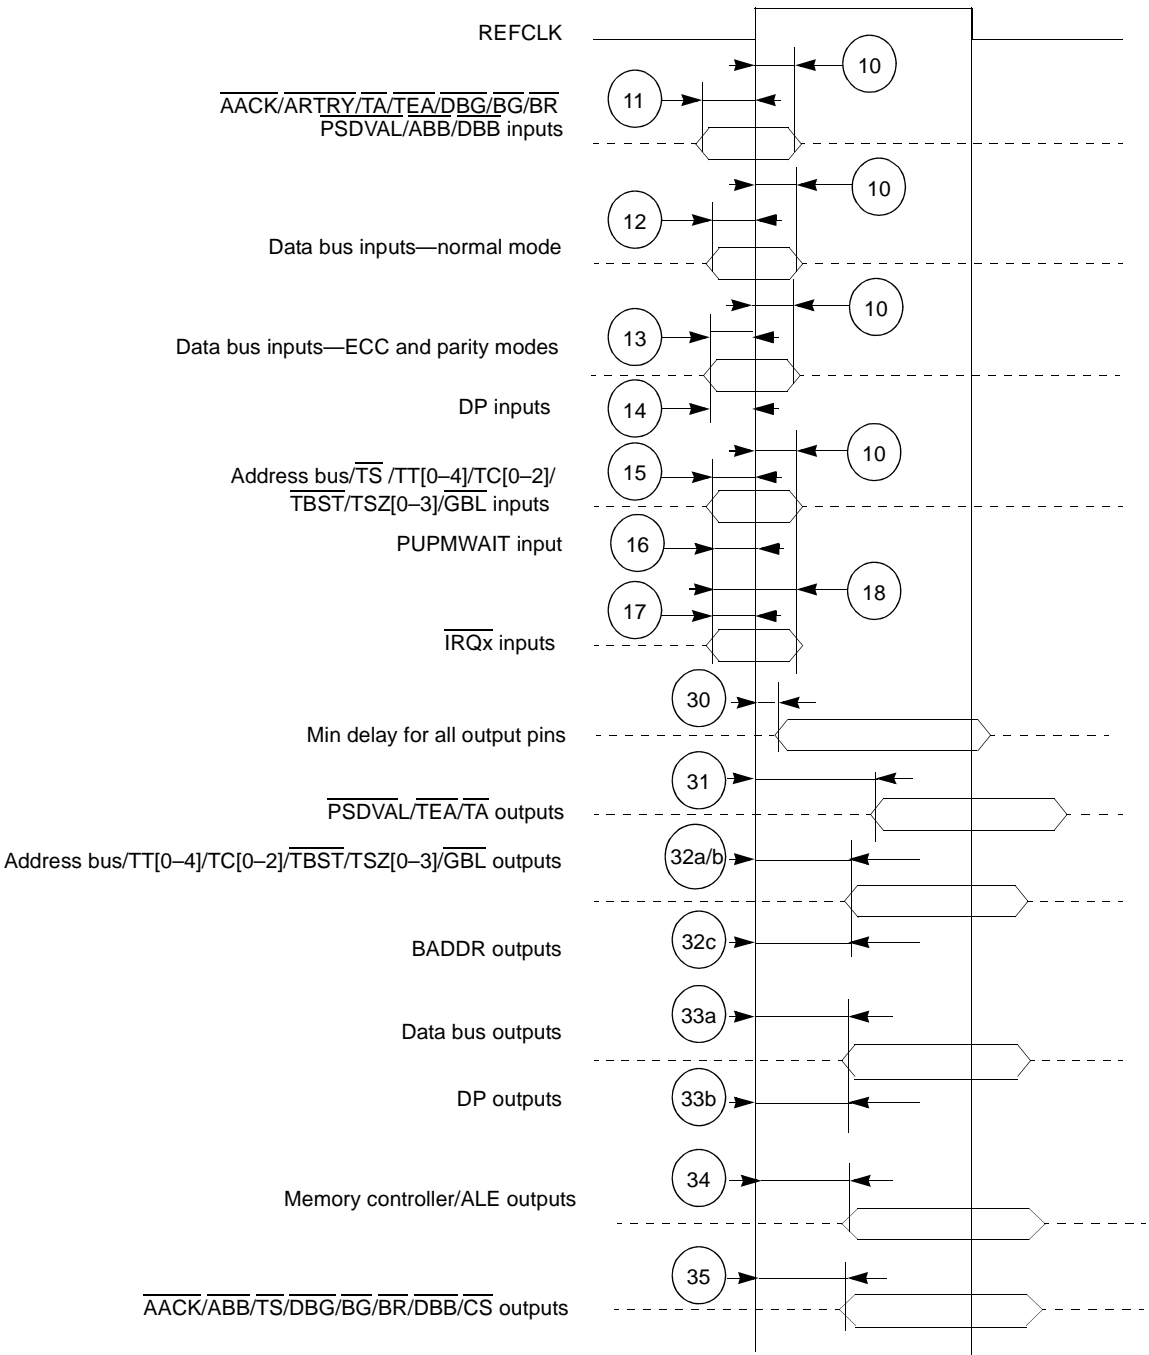 REFCLK
10
11
AACK/ARTRY/TA/TEA/DBG/BG/BR
PSDVAL/ABB/DBB inputs
10
12
Data bus inputs—normal mode
10
13
Data bus inputs—ECC and parity modes
DP inputs
14
10
15
Address bus/TS /TT[0–4]/TC[0–2]/
TBST/TSZ[0–3]/GBL inputs
PUPMWAIT input
16
18
17
IRQx inputs
30
Min delay for all output pins
31
PSDVAL/TEA/TA outputs
32a/b
Address bus/TT[0–4]/TC[0–2]/TBST/TSZ[0–3]/GBL outputs
32c
BADDR outputs
33a
Data bus outputs
DP outputs
33b
34
Memory controller/ALE outputs
35
AACK/ABB/TS/DBG/BG/BR/DBB/CS outputs